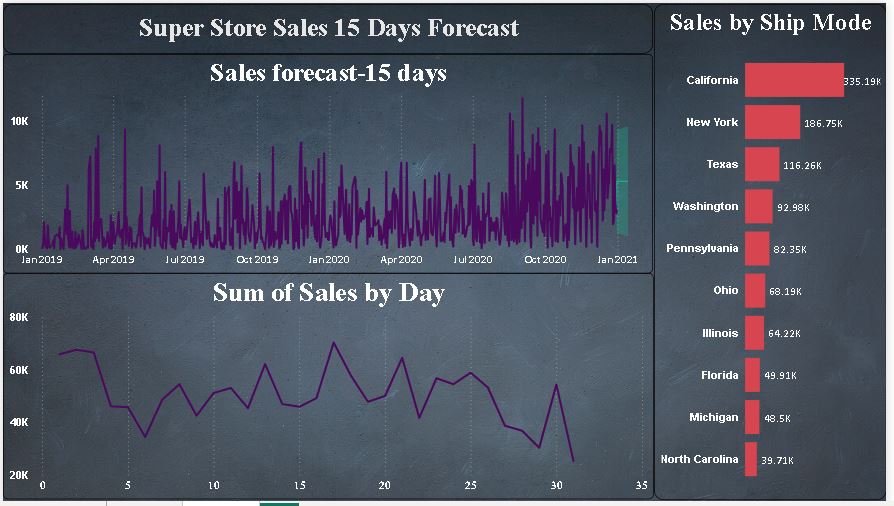 Super Store Sales 15 Days Forecast
Sales forecast-15 days
10K
5K
0K
Jan 2019 Apr 2019 Jul 2019 Oct 2019 Jan 2020 Apr 2020 Jul 2020 Oct 2020 Jan 2021
Sum of Sales by Day
80K
60K
40K
20K
0 5 10 15 20 25 30 35
Sales by Ship Mode
California 335.19K
New York 186.75K
Texas 116.26K
Washington 92.98K
Pennsylvania 82.35K
Ohio 68.19K
Illinois 64.22K
Florida 49.91K
Michigan 48.5K
North Carolina 39.71K